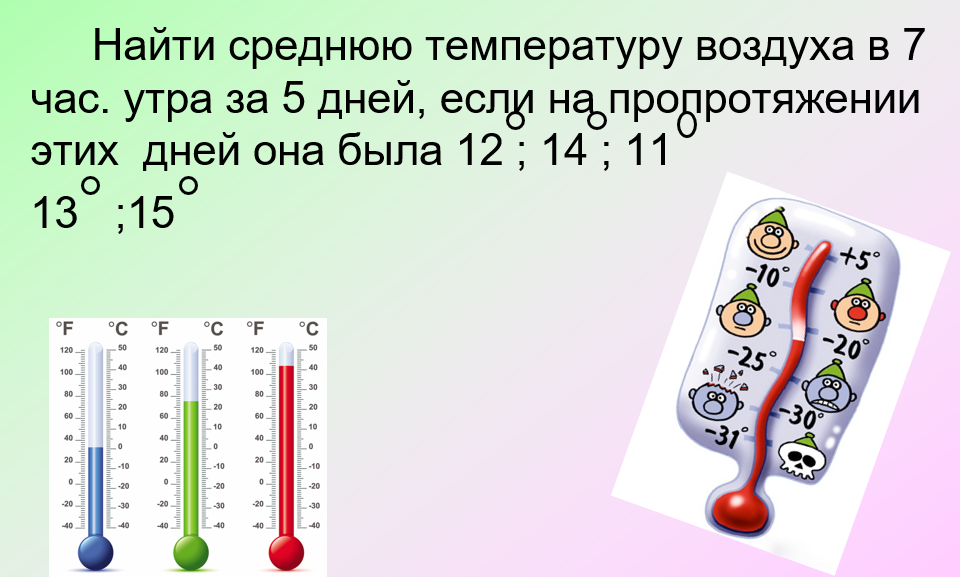 Найти среднюю температуру воздуха в 7
час. утра за 5 дней, если на пропротяжении
этих дней она была 12°; 14°; 11°
13° ;15°
°F °C °F °C °F °C
120 50 120 50 120 50
100 40 100 40 100 40
80 30 80 30 80 30
60 20 60 20 60 20
40 10 40 10 40 10
20 0 20 0 20 0
0 -10 0 -10 0 -10
-20 -20 -20 -20 -20 -20
-40 -30 -40 -30 -40 -30
-40 -40 -40
+5°
-10°
-20°
-25°
-30°
-31°